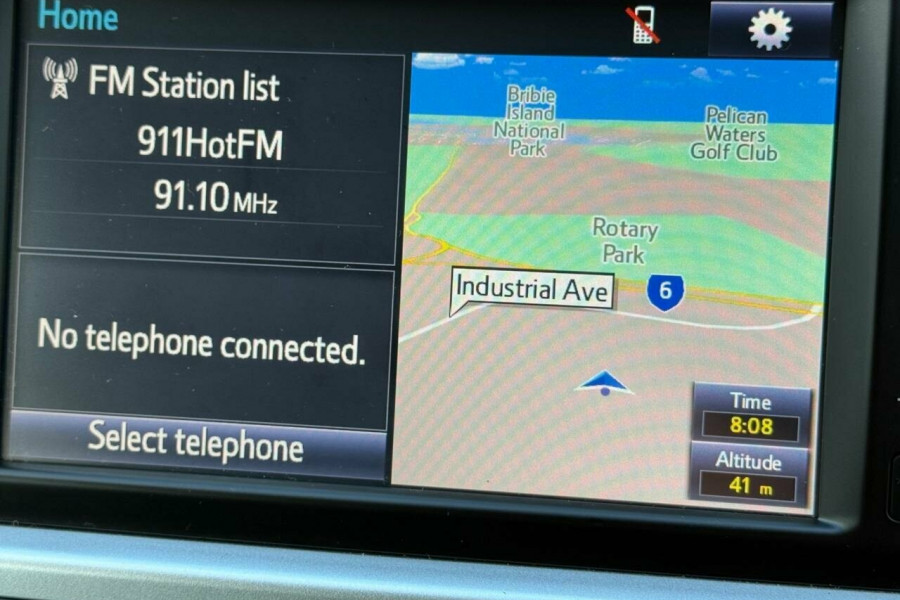 Home
FM Station list
911HotFM
91.10 MHz
No telephone connected.
Select telephone
Bribie
Island
National
Park
Pelican
Waters
Golf Club
Rotary
Park
Industrial Ave
6
Time
8:08
Altitude
41 m